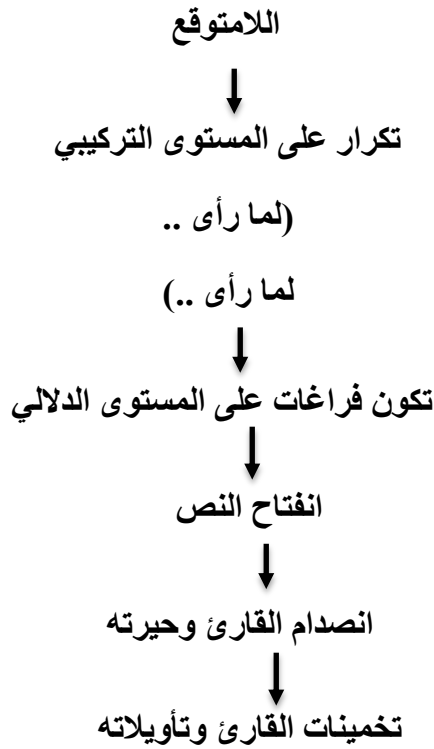 اللامتوقع
تكرار على المستوى التركيبي
(لما رأى ..
لما رأى ..)
تكون فراغات على المستوى الدلالي
انفتاح النص
انصدام القارئ وحيرته
تخمينات القارئ وتأويلاته